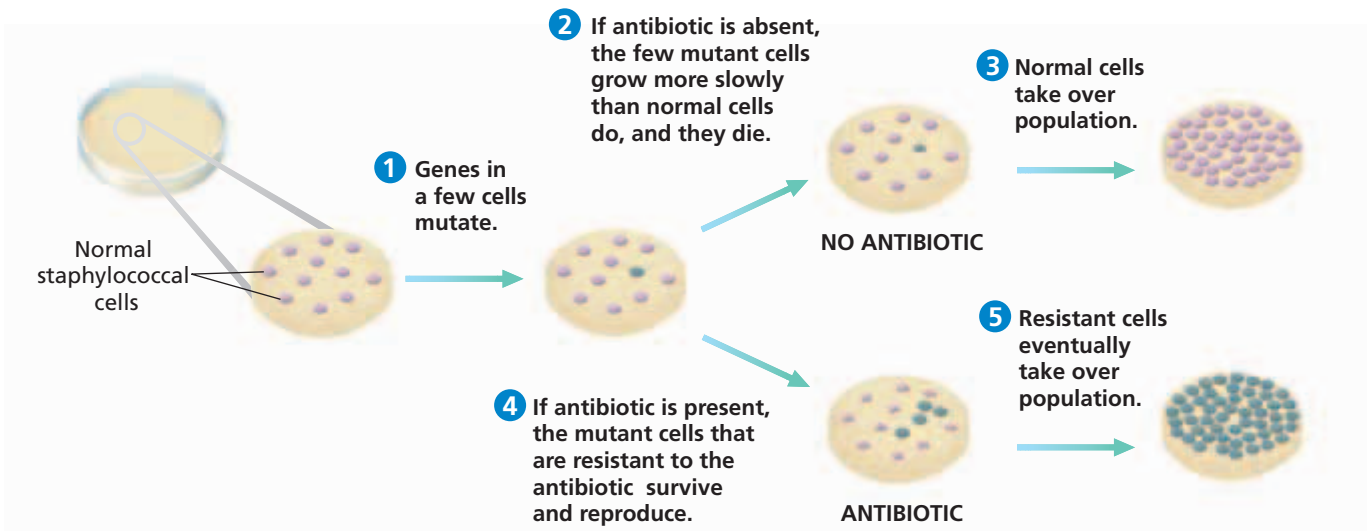 Normal
staphylococcal
cells
1 Genes in
a few cells
mutate.
2 If antibiotic is absent,
the few mutant cells
grow more slowly
than normal cells
do, and they die.
NO ANTIBIOTIC
3 Normal cells
take over
population.
4 If antibiotic is present,
the mutant cells that
are resistant to the
antibiotic survive
and reproduce.
ANTIBIOTIC
5 Resistant cells
eventually
take over
population.